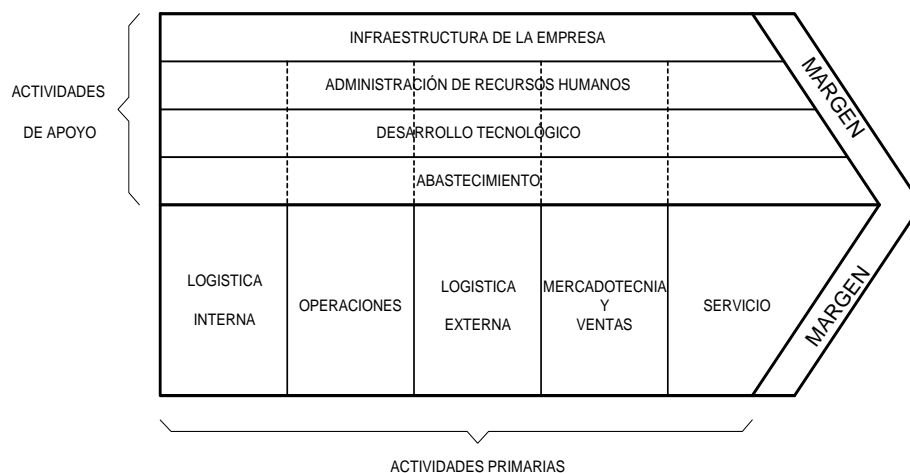 INFRAESTRUCTURA DE LA EMPRESA
ADMINISTRACIÓN DE RECURSOS HUMANOS
DESARROLLO TECNOLÓGICO
ABASTECIMIENTO
ACTIVIDADES
DE APOYO
MARGEN
LOGISTICA
INTERNA
OPERACIONES
LOGISTICA
EXTERNA
MERCADOTECNIA
Y
VENTAS
SERVICIO
MARGEN
ACTIVIDADES PRIMARIAS